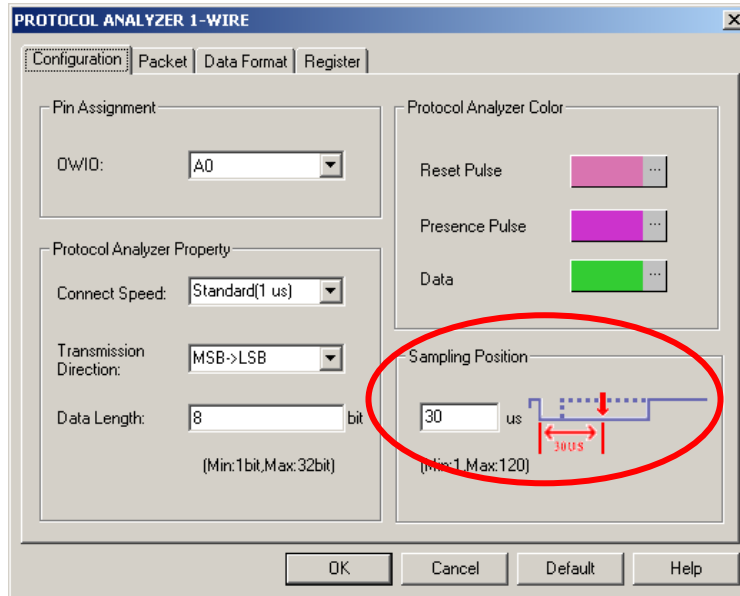 PROTOCOL ANALYZER 1-WIRE
Configuration Packet Data Format Register
Pin Assignment
OWIO: A0
Protocol Analyzer Property
Connect Speed: Standard(1 us)
Transmission
Direction: MSB->LSB
Data Length: 8 bit
(Min:1bit,Max:32bit)
Protocol Analyzer Color
Reset Pulse ...
Presence Pulse ...
Data ...
Sampling Position
30 us
30US
(Min:1,Max:120)
OK Cancel Default Help